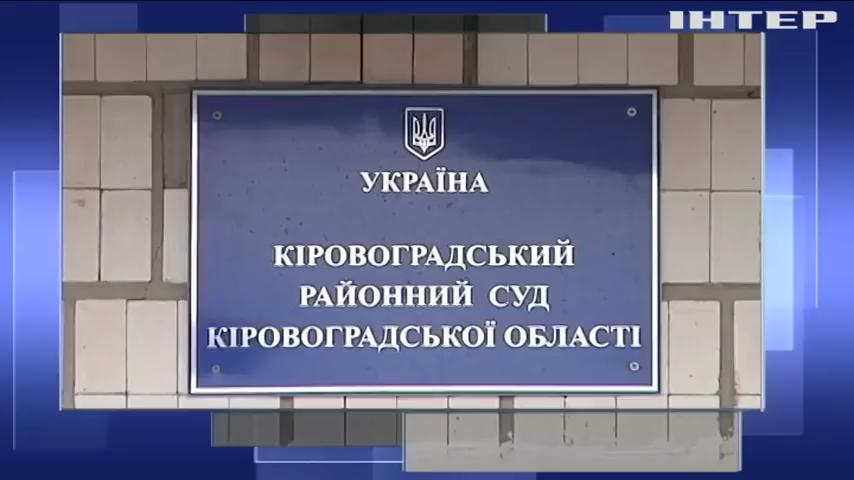 ІНТЕР
УКРАЇНА
КІРОВОГРАДСЬКИЙ
РАЙОННИЙ СУД
КІРОВОГРАДСЬКОЇ ОБЛАСТІ